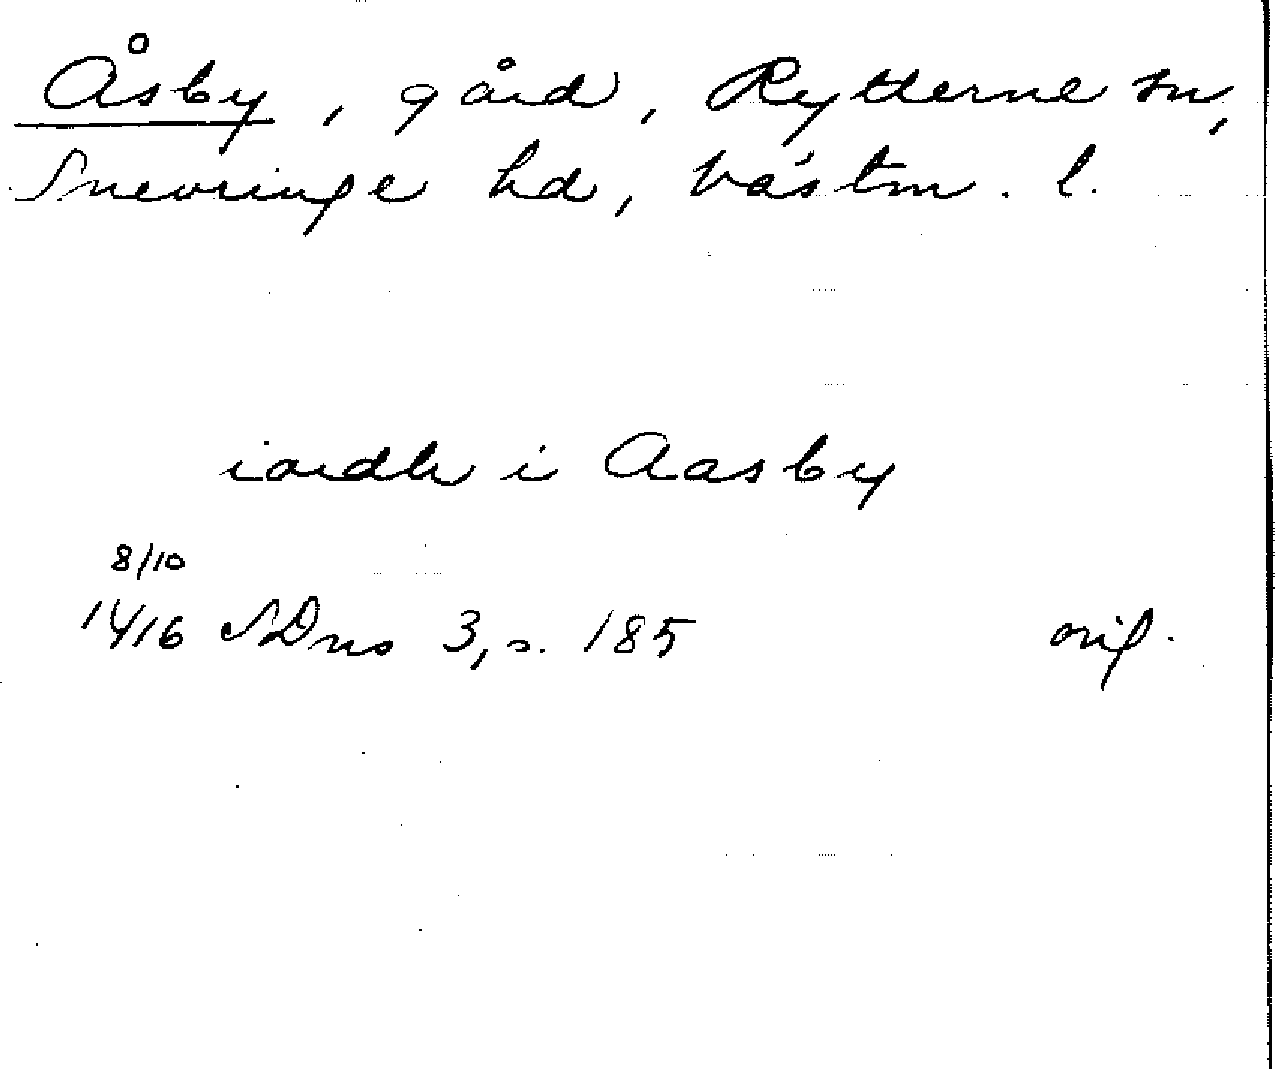 Åsby, gård, Rytterne sn,
Snevringe hd, Västm. l.
iordh i Aasby
8/10
1416 SDns 3, s. 185 orig.